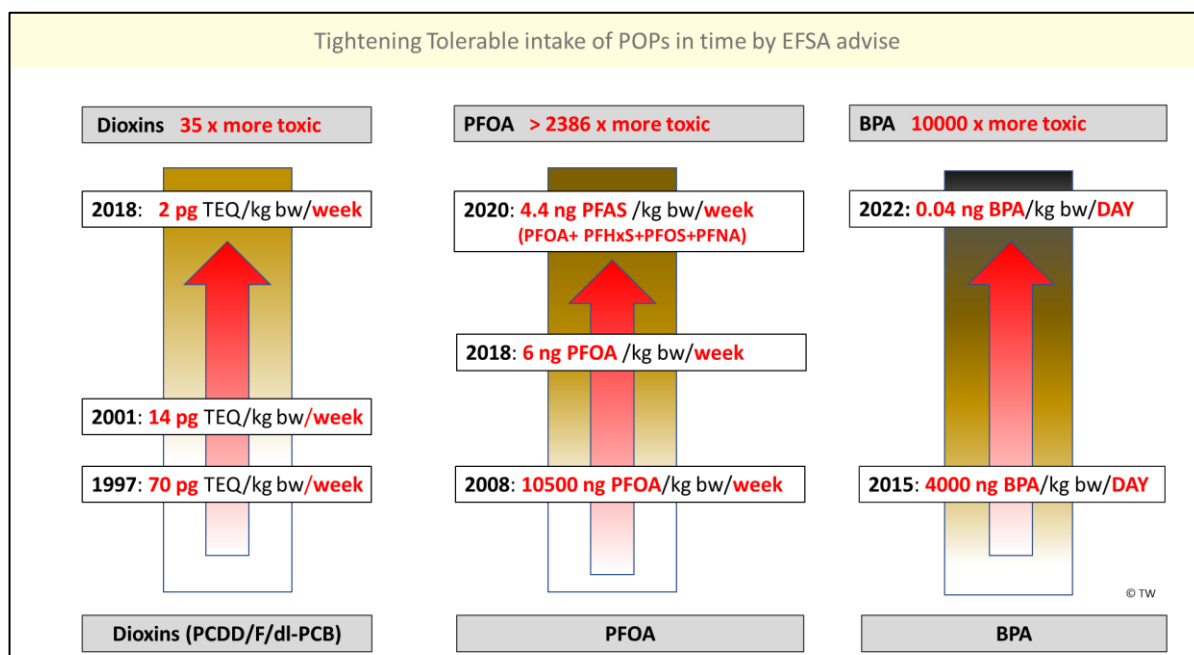 Tightening Tolerable intake of POPs in time by EFSA advise
Dioxins 35 x more toxic
2018: 2 pg TEQ/kg bw/week
2001: 14 pg TEQ/kg bw/week
1997: 70 pg TEQ/kg bw/week
Dioxins (PCDD/F/dl-PCB)
PFOA > 2386 x more toxic
2020: 4.4 ng PFAS /kg bw/week
(PFOA+ PFHxS+PFOS+PFNA)
2018: 6 ng PFOA /kg bw/week
2008: 10500 ng PFOA/kg bw/week
PFOA
BPA 10000 x more toxic
2022: 0.04 ng BPA/kg bw/DAY
2015: 4000 ng BPA/kg bw/DAY
© TW
BPA